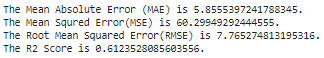 The Mean Absolute Error (MAE) is 5.8555397241788345.
The Mean Squred Error(MSE) is 60.29949292444555.
The Root Mean Squared Error(RMSE) is 7.765274813195316.
The R2 Score is 0.6123528085603556.